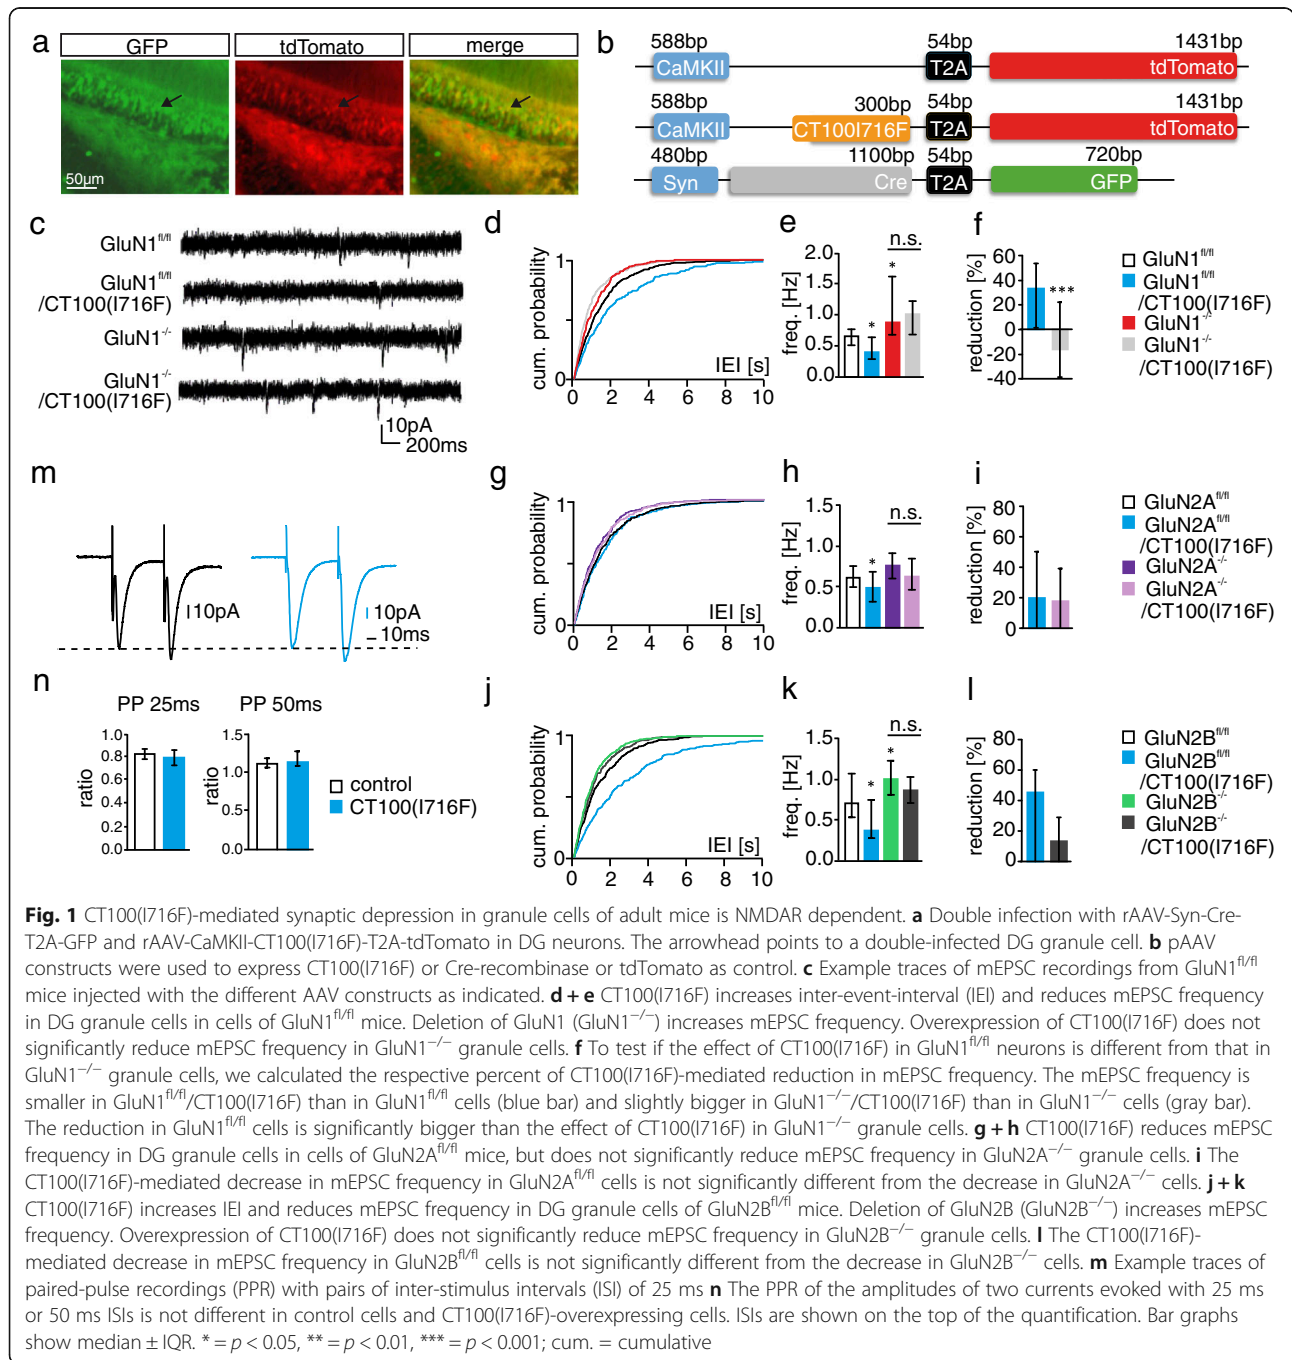 a
GFP
tdTomato
merge
50µm
b
588bp
54bp
1431bp
CaMKII
T2A
tdTomato
588bp
300bp
54bp
1431bp
CaMKII
CT100I716F
T2A
tdTomato
480bp
1100bp
54bp
720bp
Syn
Cre
T2A
GFP
c
GluN1fl/fl
GluN1fl/fl
/CT100(I716F)
GluN1-/-
GluN1-/-
/CT100(I716F)
10pA
200ms
d
cum. probability
1
IEI [s]
0 2 4 6 8 10
e
n.s.
freq. [Hz]
2.0
1.5
1.0
0.5
0.0
*
*
f
reduction [%]
60
40
20
0
-20
-40
***
GluN1fl/fl
GluN1fl/fl
/CT100(I716F)
GluN1-/-
GluN1-/-
/CT100(I716F)
m
10pA
10pA
10ms
g
cum. probability
1
IEI [s]
0 2 4 6 8 10
h
n.s.
freq. [Hz]
1.5
1.0
0.5
0.0
*
i
reduction [%]
80
60
40
20
0
GluN2Afl/fl
GluN2Afl/fl
/CT100(I716F)
GluN2A-/-
GluN2A-/-
/CT100(I716F)
n
PP 25ms
ratio
1.0
0.8
0.6
0.4
0.2
0.0
PP 50ms
ratio
1.5
1.0
0.5
0.0
control
CT100(I716F)
j
cum. probability
1
IEI [s]
0 2 4 6 8 10
k
n.s.
freq. [Hz]
1.5
1.0
0.5
0.0
*
*
l
reduction [%]
80
60
40
20
0
GluN2Bfl/fl
GluN2Bfl/fl
/CT100(I716F)
GluN2B-/-
GluN2B-/-
/CT100(I716F)
Fig. 1 CT100(I716F)-mediated synaptic depression in granule cells of adult mice is NMDAR dependent. a Double infection with rAAV-Syn-Cre-
T2A-GFP and rAAV-CaMKII-CT100(I716F)-T2A-tdTomato in DG neurons. The arrowhead points to a double-infected DG granule cell. b pAAV
constructs were used to express CT100(I716F) or Cre-recombinase or tdTomato as control. c Example traces of mEPSC recordings from GluN1fl/fl
mice injected with the different AAV constructs as indicated. d + e CT100(I716F) increases inter-event-interval (IEI) and reduces mEPSC frequency
in DG granule cells in cells of GluN1fl/fl mice. Deletion of GluN1 (GluN1−/−) increases mEPSC frequency. Overexpression of CT100(I716F) does not
significantly reduce mEPSC frequency in GluN1−/− granule cells. f To test if the effect of CT100(I716F) in GluN1fl/fl neurons is different from that in
GluN1−/− granule cells, we calculated the respective percent of CT100(I716F)-mediated reduction in mEPSC frequency. The mEPSC frequency is
smaller in GluN1fl/fl/CT100(I716F) than in GluN1fl/fl cells (blue bar) and slightly bigger in GluN1−/−/CT100(I716F) than in GluN1−/− cells (gray bar).
The reduction in GluN1fl/fl cells is significantly bigger than the effect of CT100(I716F) in GluN1−/− granule cells. g + h CT100(I716F) reduces mEPSC
frequency in DG granule cells in cells of GluN2Afl/fl mice, but does not significantly reduce mEPSC frequency in GluN2A−/− granule cells. i The
CT100(I716F)-mediated decrease in mEPSC frequency in GluN2Afl/fl cells is not significantly different from the decrease in GluN2A−/− cells. j + k
CT100(I716F) increases IEI and reduces mEPSC frequency in DG granule cells of GluN2Bfl/fl mice. Deletion of GluN2B (GluN2B−/−) increases mEPSC
frequency. Overexpression of CT100(I716F) does not significantly reduce mEPSC frequency in GluN2B−/− granule cells. l The CT100(I716F)-
mediated decrease in mEPSC frequency in GluN2Bfl/fl cells is not significantly different from the decrease in GluN2B−/− cells. m Example traces of
paired-pulse recordings (PPR) with pairs of inter-stimulus intervals (ISI) of 25 ms n The PPR of the amplitudes of two currents evoked with 25 ms
or 50 ms ISIs is not different in control cells and CT100(I716F)-overexpressing cells. ISIs are shown on the top of the quantification. Bar graphs
show median ± IQR. * = p < 0.05, ** = p < 0.01, *** = p < 0.001; cum. = cumulative